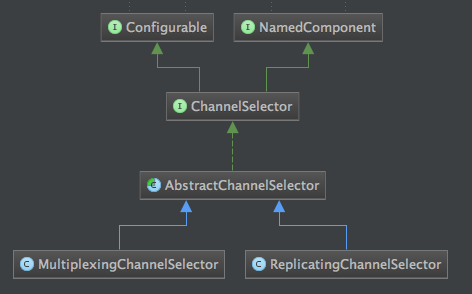 I Configurable
I NamedComponent
I ChannelSelector
C AbstractChannelSelector
C MultiplexingChannelSelector
C ReplicatingChannelSelector